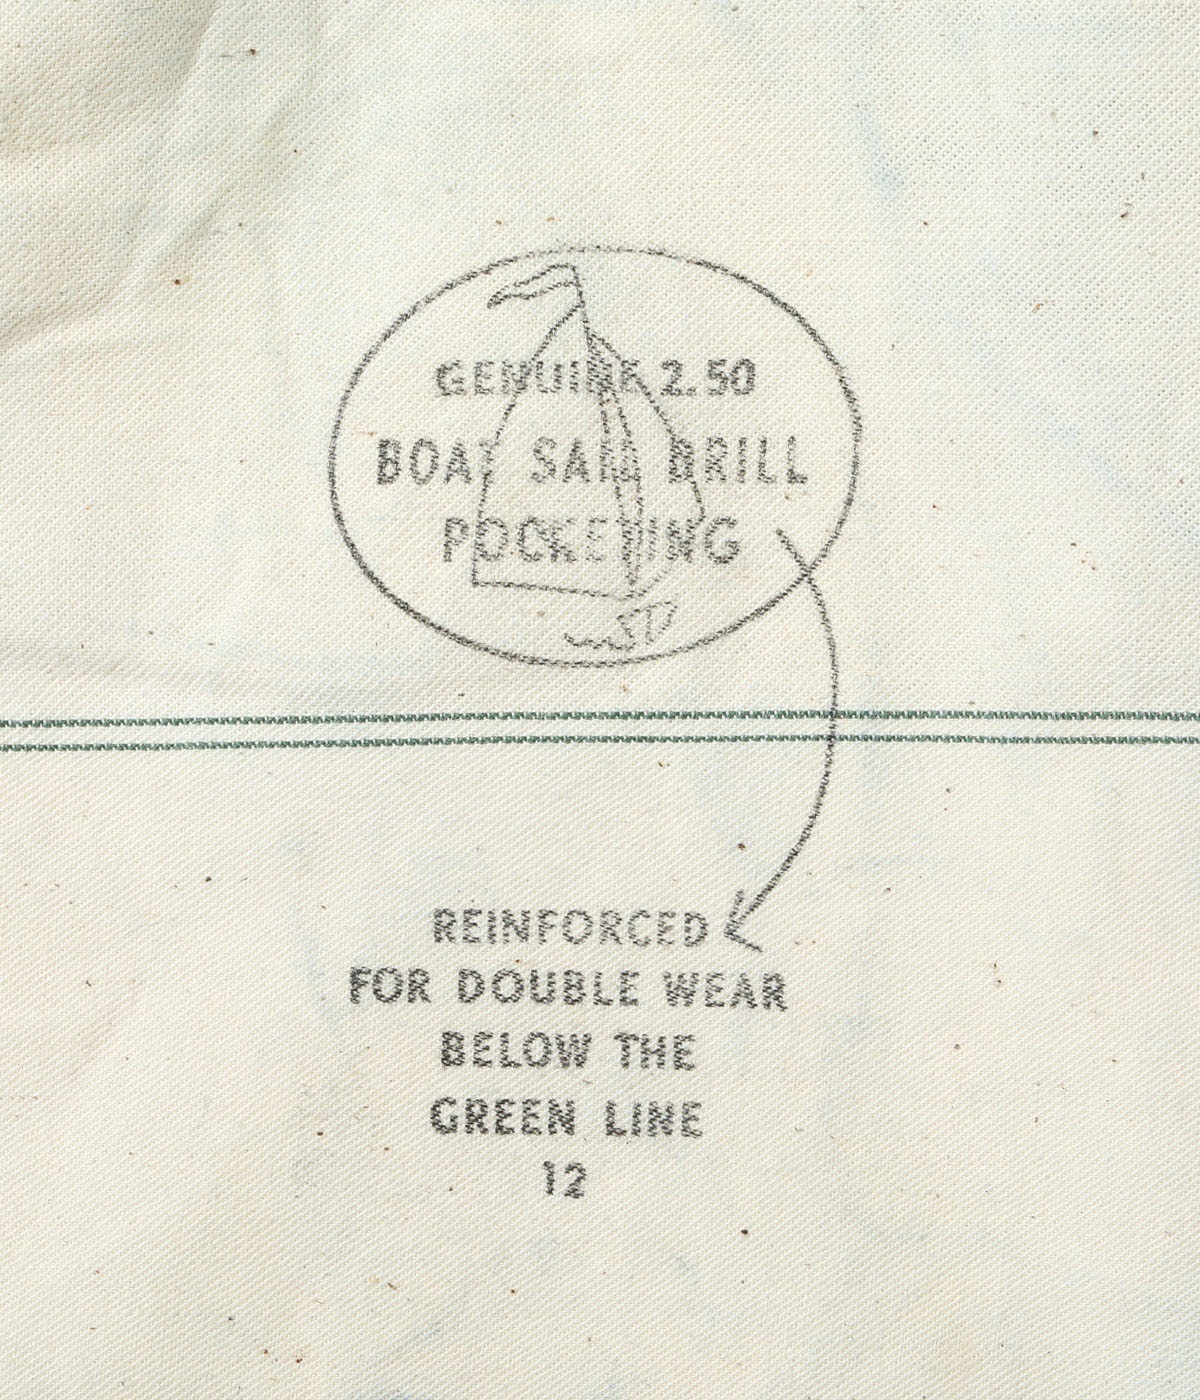 GENUINE 2.50
BOAT SAIL DRILL
POCKETING
REINFORCED
FOR DOUBLE WEAR
BELOW THE
GREEN LINE
12